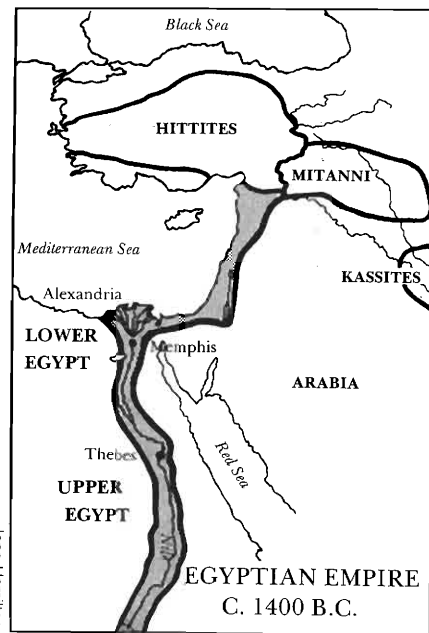 Black Sea
HITTITES
MITANNI
Mediterranean Sea
KASSITES
Alexandria
LOWER
EGYPT
Memphis
ARABIA
Thebes
Red Sea
UPPER
EGYPT
Nile
EGYPTIAN EMPIRE
C. 1400 B.C.